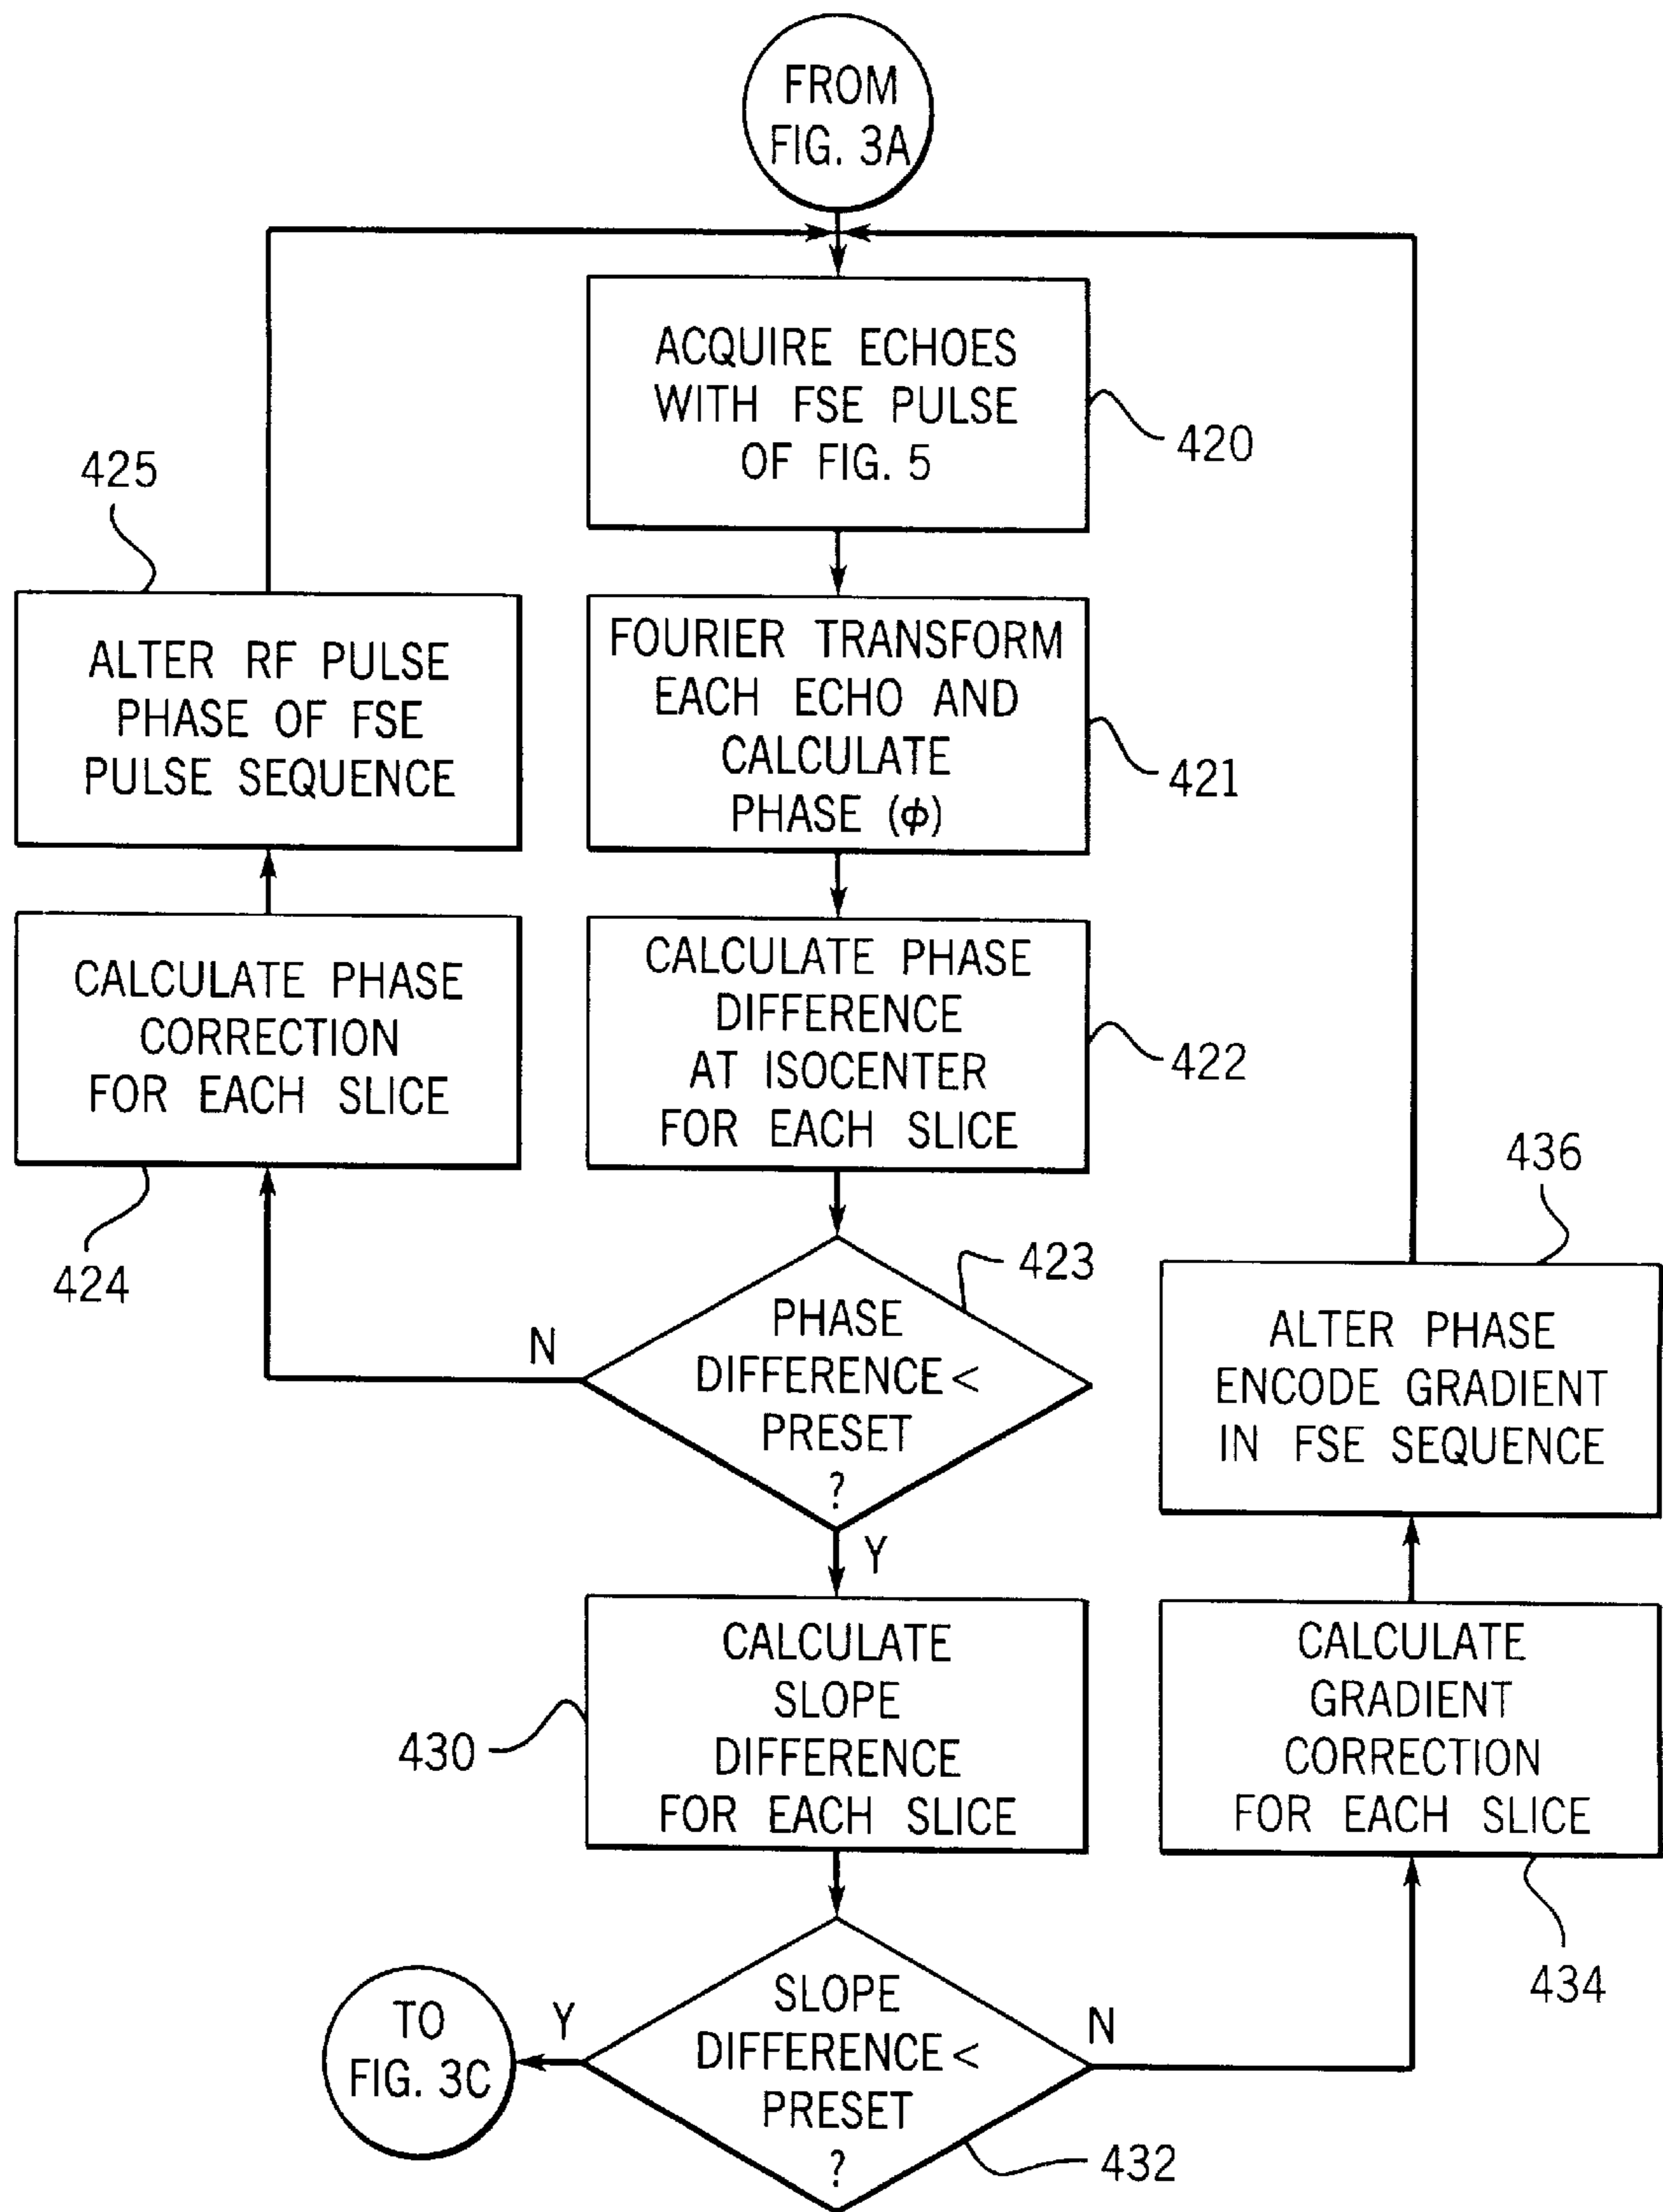 FROM
FIG. 3A
ACQUIRE ECHOES
WITH FSE PULSE
OF FIG. 5
420
FOURIER TRANSFORM
EACH ECHO AND
CALCULATE
PHASE (ϕ)
421
CALCULATE PHASE
DIFFERENCE
AT ISOCENTER
FOR EACH SLICE
422
PHASE
DIFFERENCE <
PRESET
?
423
N
Y
424
CALCULATE PHASE
CORRECTION
FOR EACH SLICE
425
ALTER RF PULSE
PHASE OF FSE
PULSE SEQUENCE
430
CALCULATE
SLOPE
DIFFERENCE
FOR EACH SLICE
SLOPE
DIFFERENCE <
PRESET
?
432
Y
N
TO
FIG. 3C
434
CALCULATE
GRADIENT
CORRECTION
FOR EACH SLICE
436
ALTER PHASE
ENCODE GRADIENT
IN FSE SEQUENCE